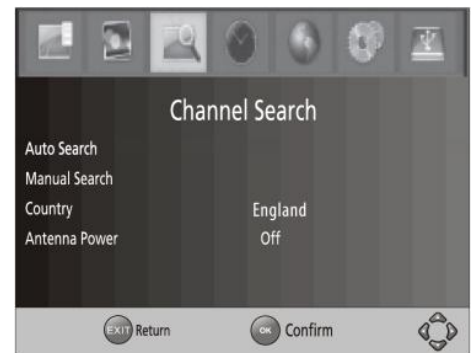 Channel Search
Auto Search
Manual Search
Country England
Antenna Power Off
EXIT Return OK Confirm